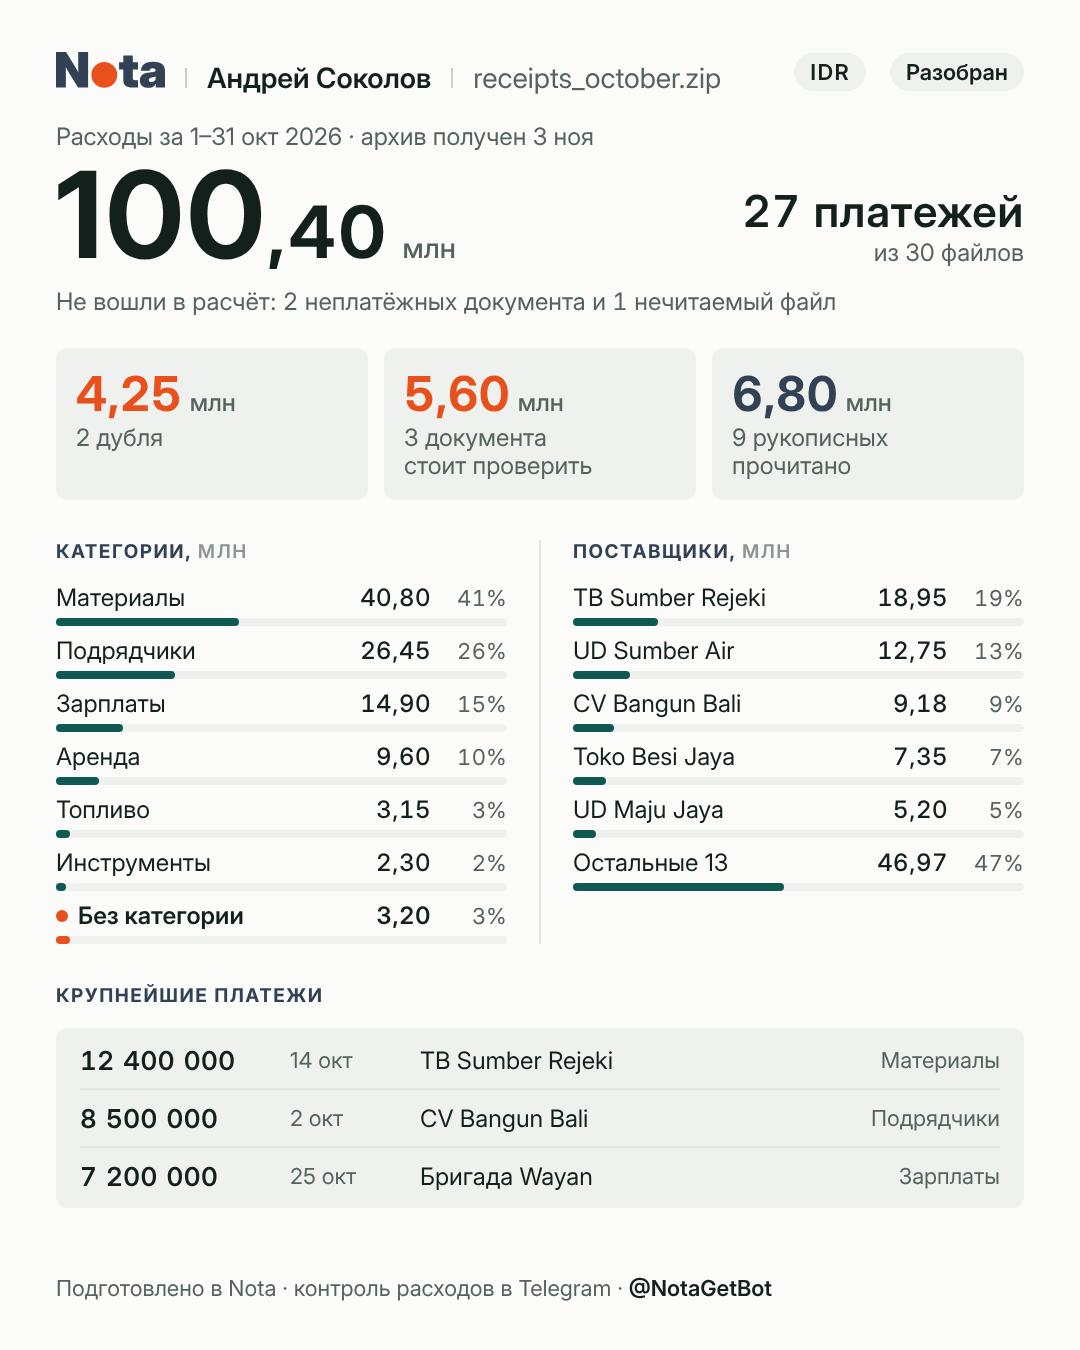 Nota | Андрей Соколов | receipts_october.zip IDR Разобран
Расходы за 1–31 окт 2026 · архив получен 3 ноя
100,40 млн
27 платежей
из 30 файлов
Не вошли в расчёт: 2 неплатёжных документа и 1 нечитаемый файл
4,25 млн
2 дубля
5,60 млн
3 документа
стоит проверить
6,80 млн
9 рукописных
прочитано
КАТЕГОРИИ, МЛН
Материалы 40,80 41%
Подрядчики 26,45 26%
Зарплаты 14,90 15%
Аренда 9,60 10%
Топливо 3,15 3%
Инструменты 2,30 2%
Без категории 3,20 3%
ПОСТАВЩИКИ, МЛН
TB Sumber Rejeki 18,95 19%
UD Sumber Air 12,75 13%
CV Bangun Bali 9,18 9%
Toko Besi Jaya 7,35 7%
UD Maju Jaya 5,20 5%
Остальные 13 46,97 47%
КРУПНЕЙШИЕ ПЛАТЕЖИ
12 400 000 14 окт TB Sumber Rejeki Материалы
8 500 000 2 окт CV Bangun Bali Подрядчики
7 200 000 25 окт Бригада Wayan Зарплаты
Подготовлено в Nota · контроль расходов в Telegram · @NotaGetBot